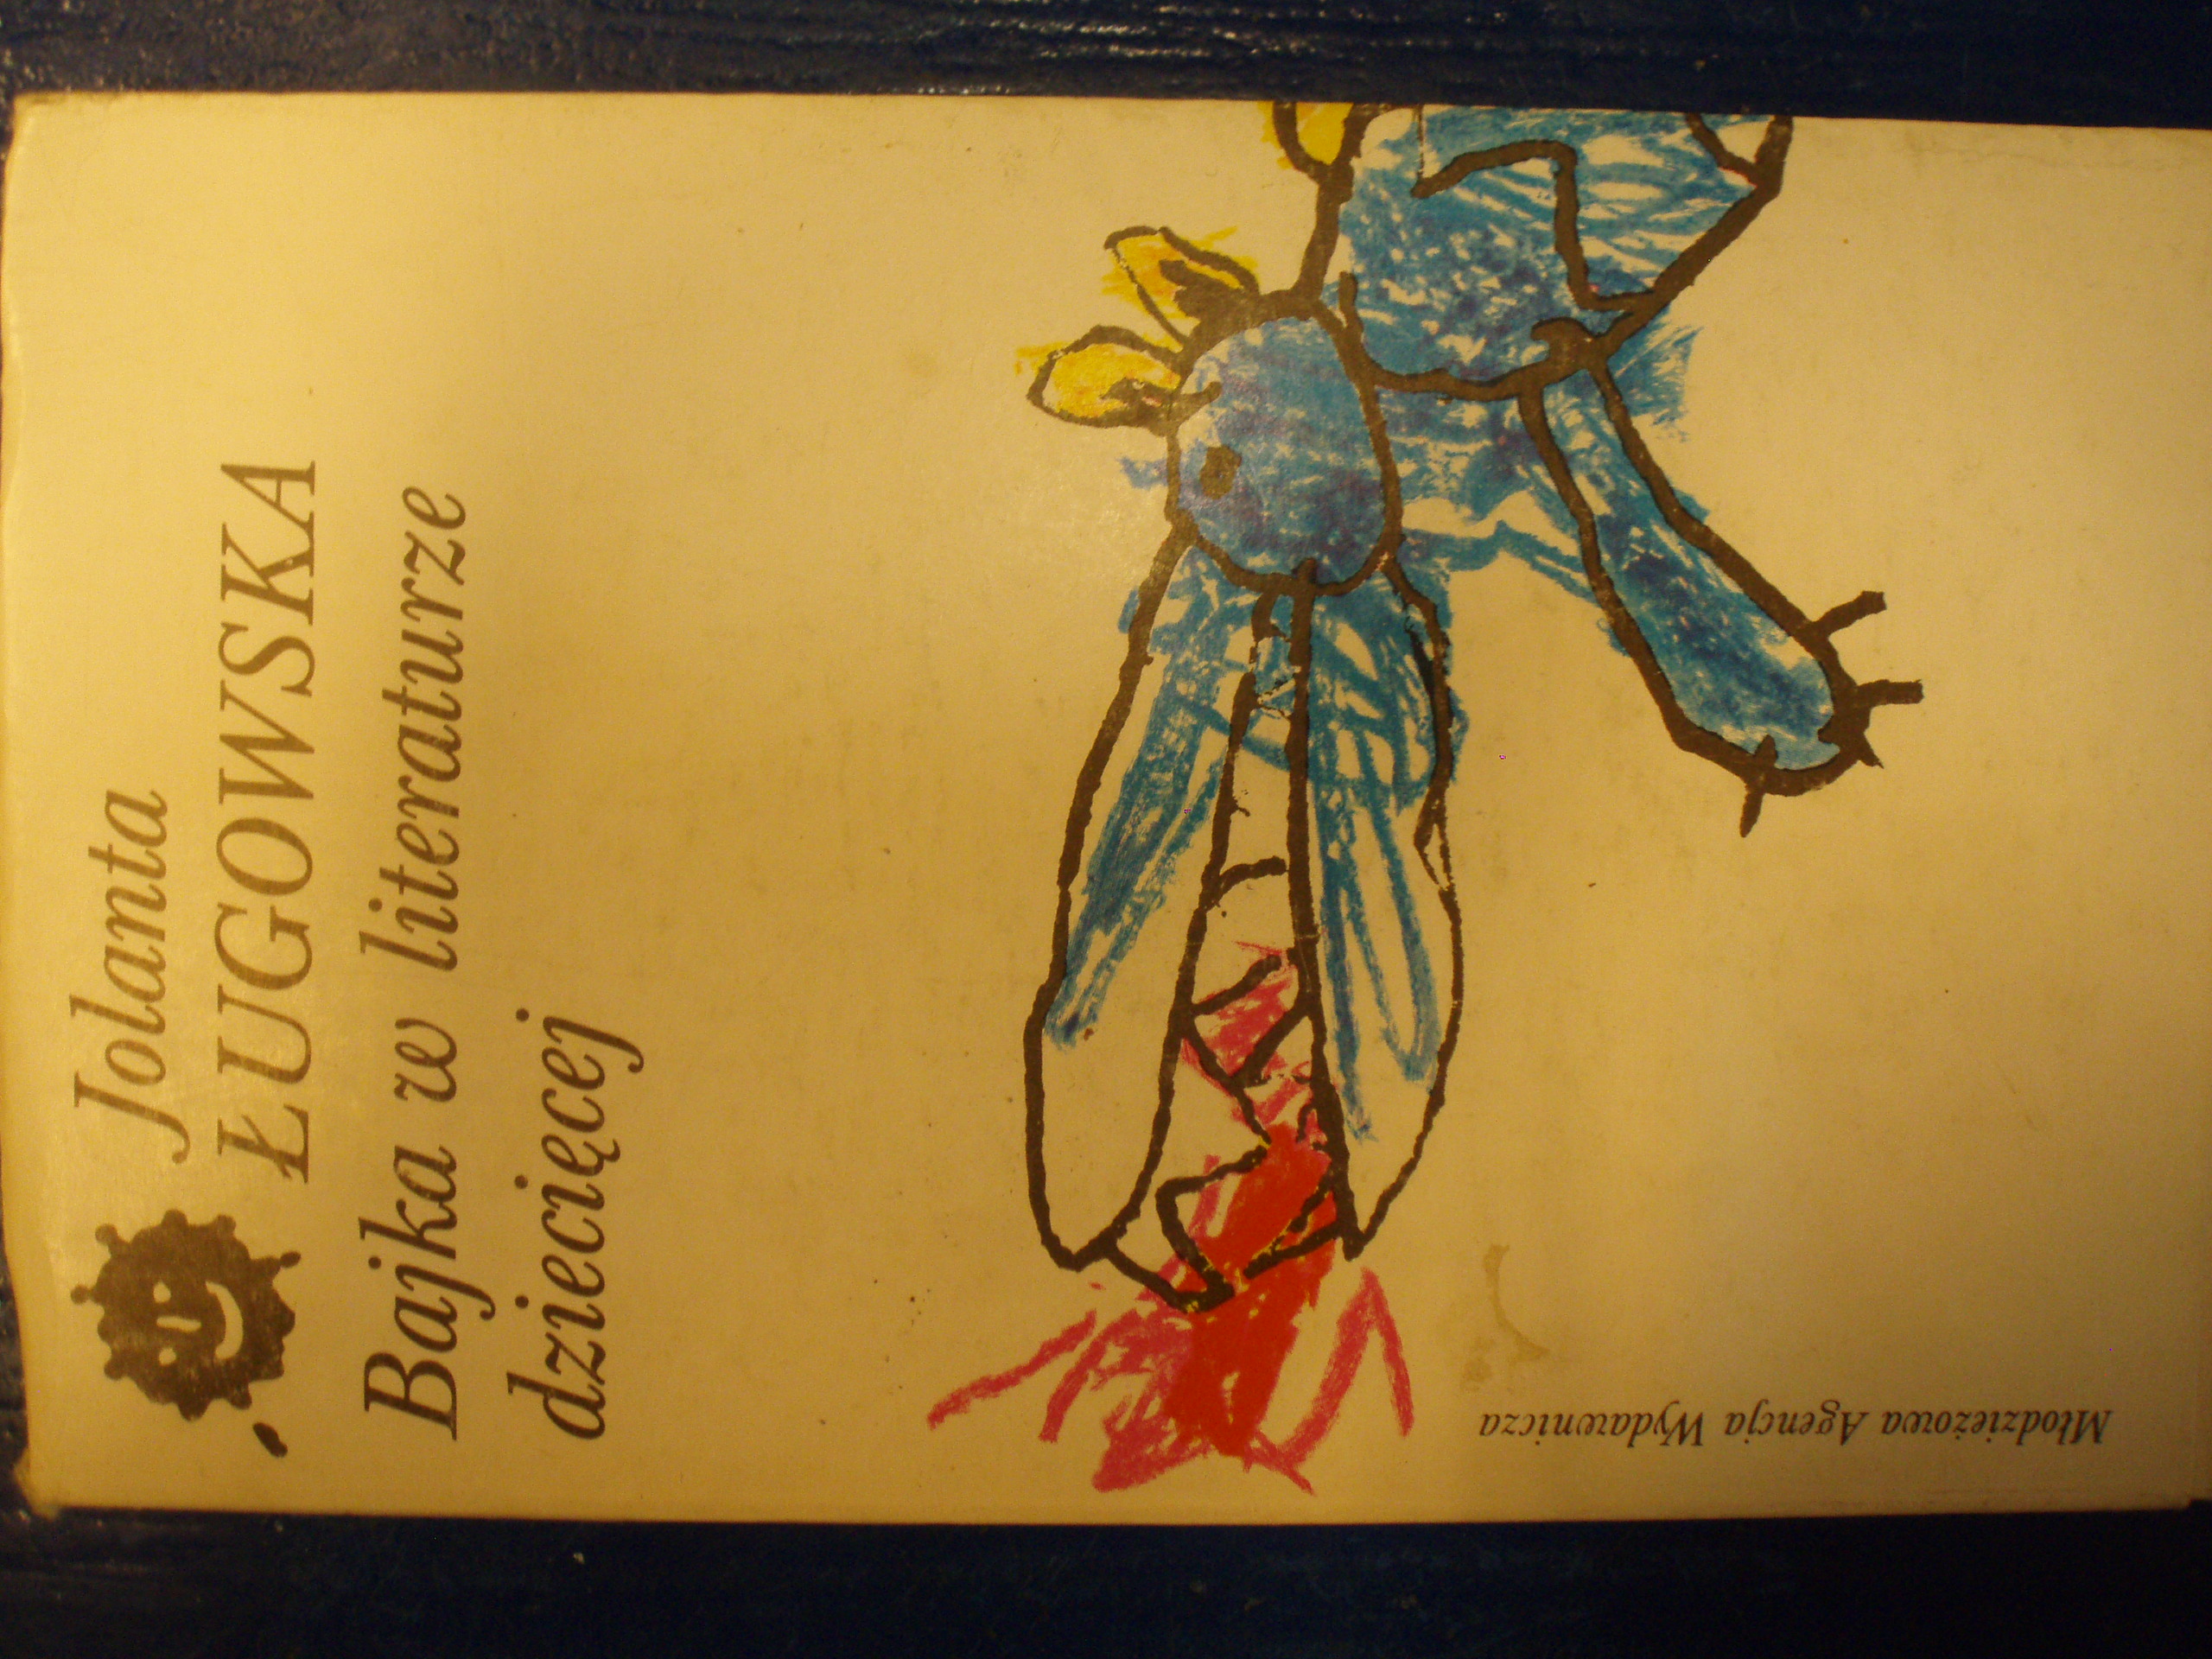 Jolanta
ŁUGOWSKA
Bajka w literaturze
dziecięcej
Młodzieżowa Agencja Wydawnicza